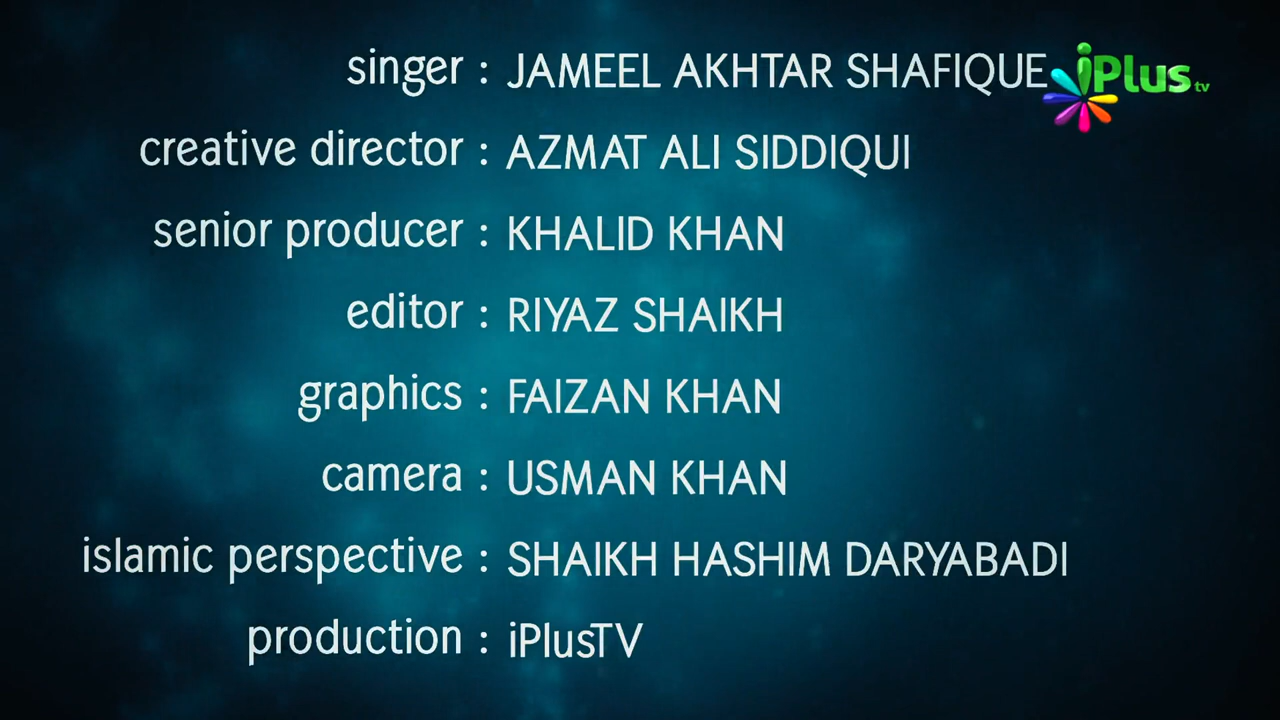 singer : JAMEEL AKHTAR SHAFIQUE
iPlus tv
creative director : AZMAT ALI SIDDIQUI
senior producer : KHALID KHAN
editor : RIYAZ SHAIKH
graphics : FAIZAN KHAN
camera : USMAN KHAN
islamic perspective : SHAIKH HASHIM DARYABADI
production : iPlusTV